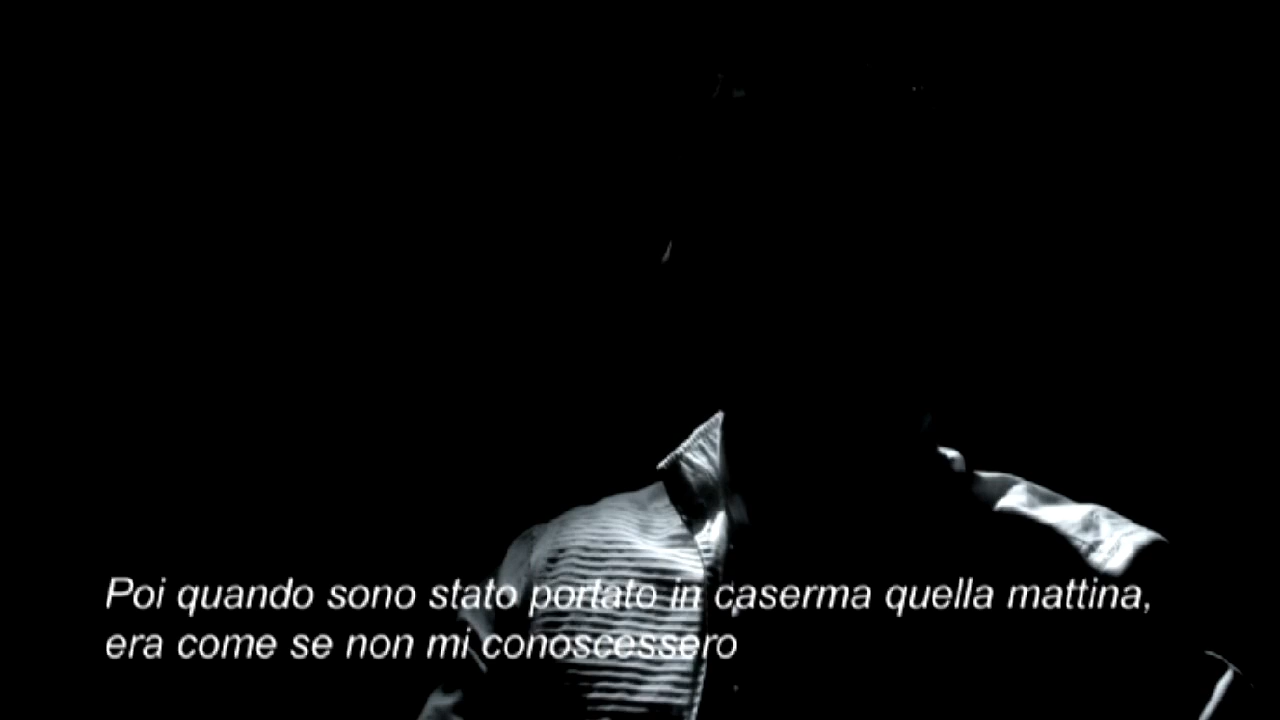 Poi quando sono stato portato in caserma quella mattina,
era come se non mi conoscessero